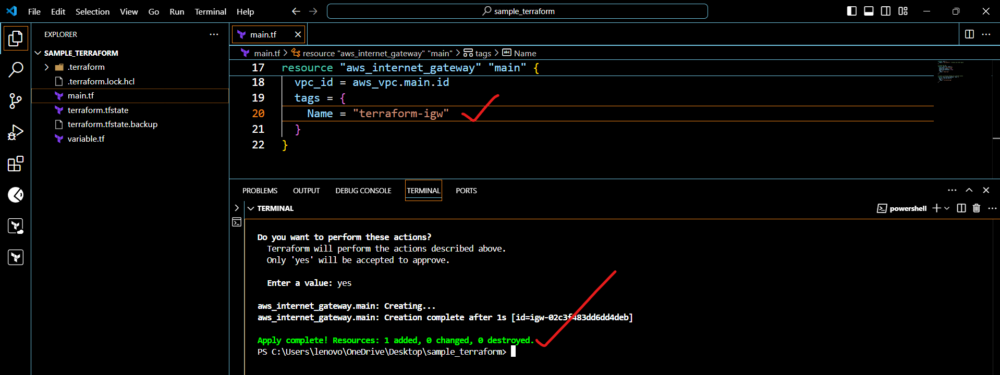 File Edit Selection View Go Run Terminal Help
sample_terraform
EXPLORER
SAMPLE_TERRAFORM
.terraform
.terraform.lock.hcl
main.tf
terraform.tfstate
terraform.tfstate.backup
variable.tf
main.tf
main.tf > resource "aws_internet_gateway" "main" > tags > abc Name
17 resource "aws_internet_gateway" "main" {
18 vpc_id = aws_vpc.main.id
19 tags = {
20 Name = "terraform-igw"
21 }
22 }
PROBLEMS OUTPUT DEBUG CONSOLE TERMINAL PORTS
TERMINAL
powershell
Do you want to perform these actions?
Terraform will perform the actions described above.
Only 'yes' will be accepted to approve.
Enter a value: yes
aws_internet_gateway.main: Creating...
aws_internet_gateway.main: Creation complete after 1s [id=igw-02c3f483dd6dd4deb]
Apply complete! Resources: 1 added, 0 changed, 0 destroyed.
PS C:\Users\lenovo\OneDrive\Desktop\sample_terraform>